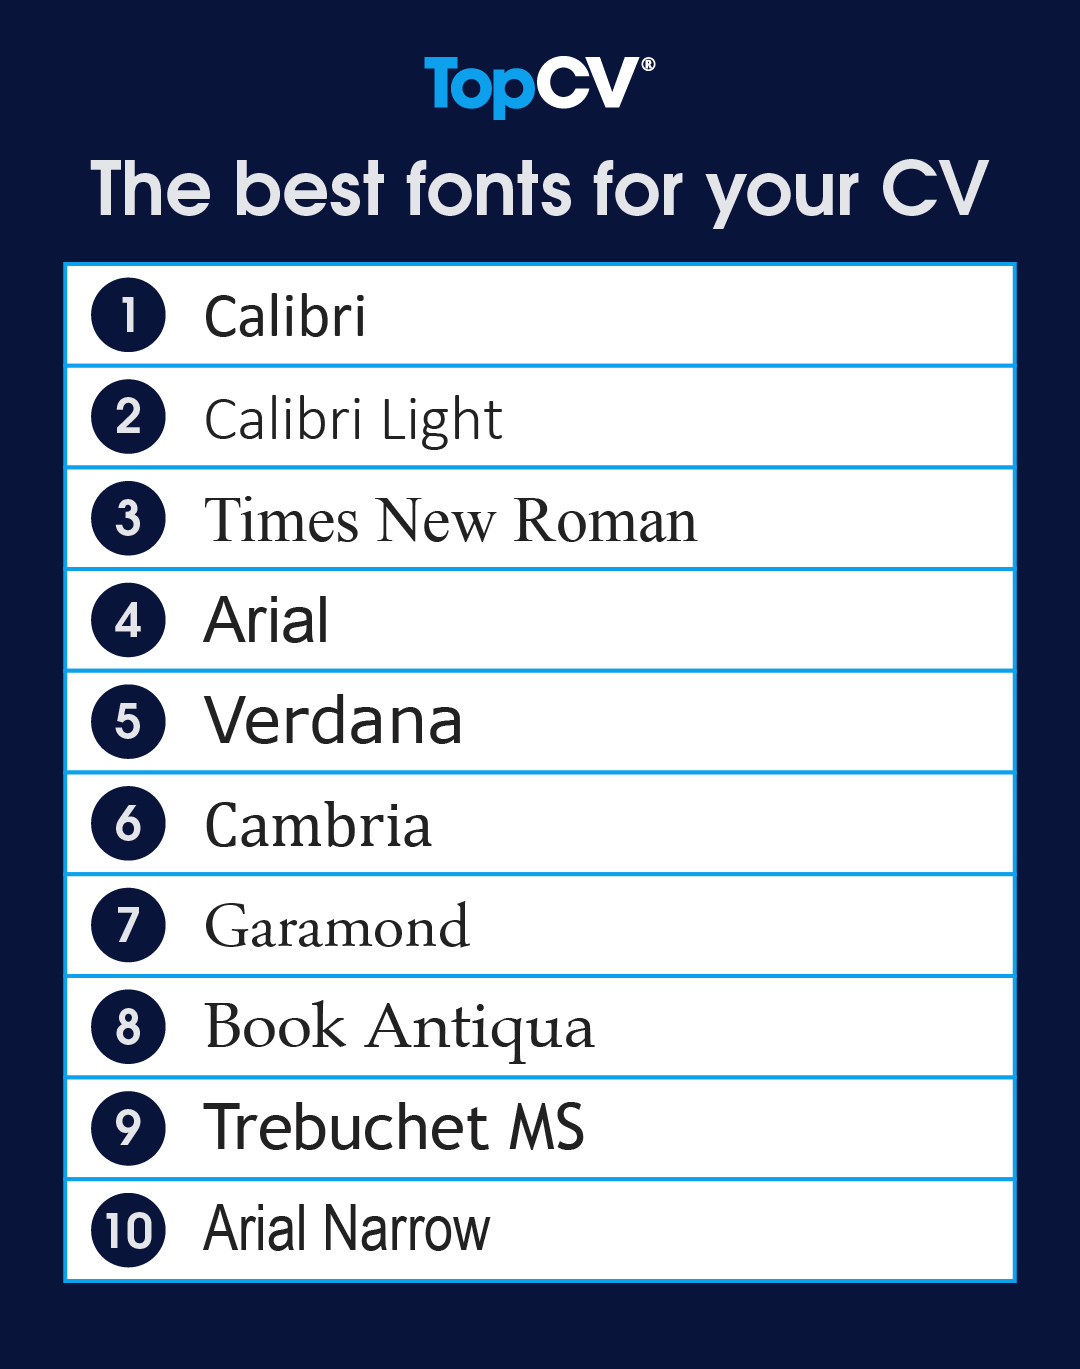 TopCV®
The best fonts for your CV
1 Calibri
2 Calibri Light
3 Times New Roman
4 Arial
5 Verdana
6 Cambria
7 Garamond
8 Book Antiqua
9 Trebuchet MS
10 Arial Narrow